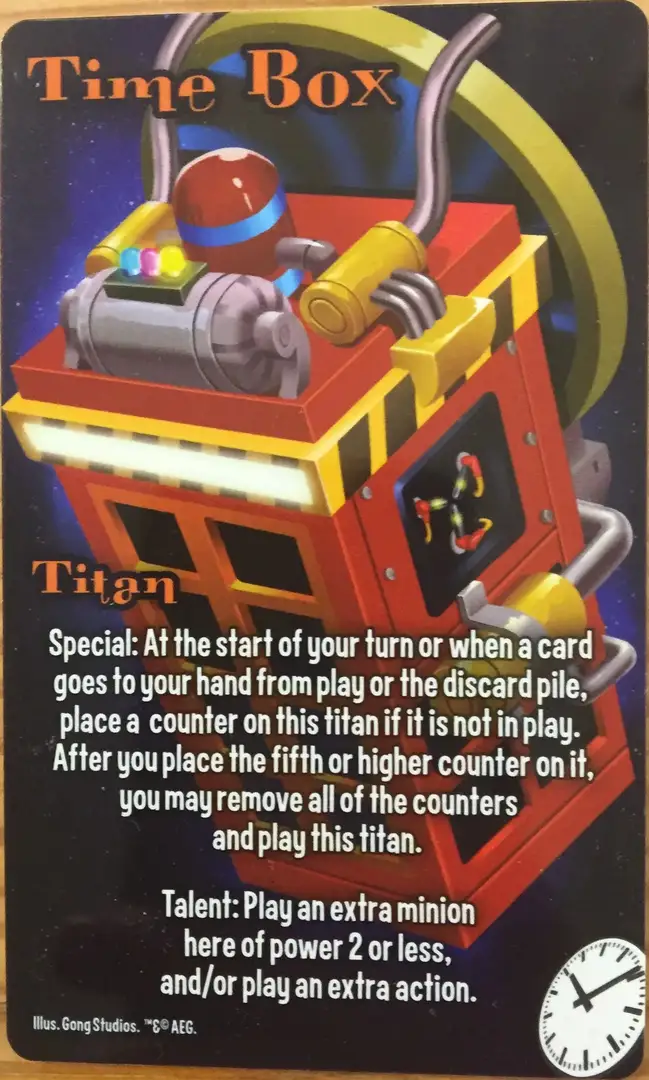 Time Box
Titan
Special: At the start of your turn or when a card
goes to your hand from play or the discard pile,
place a counter on this titan if it is not in play.
After you place the fifth or higher counter on it,
you may remove all of the counters
and play this titan.
Talent: Play an extra minion
here of power 2 or less,
and/or play an extra action.
Illus. Gong Studios. ™&© AEG.